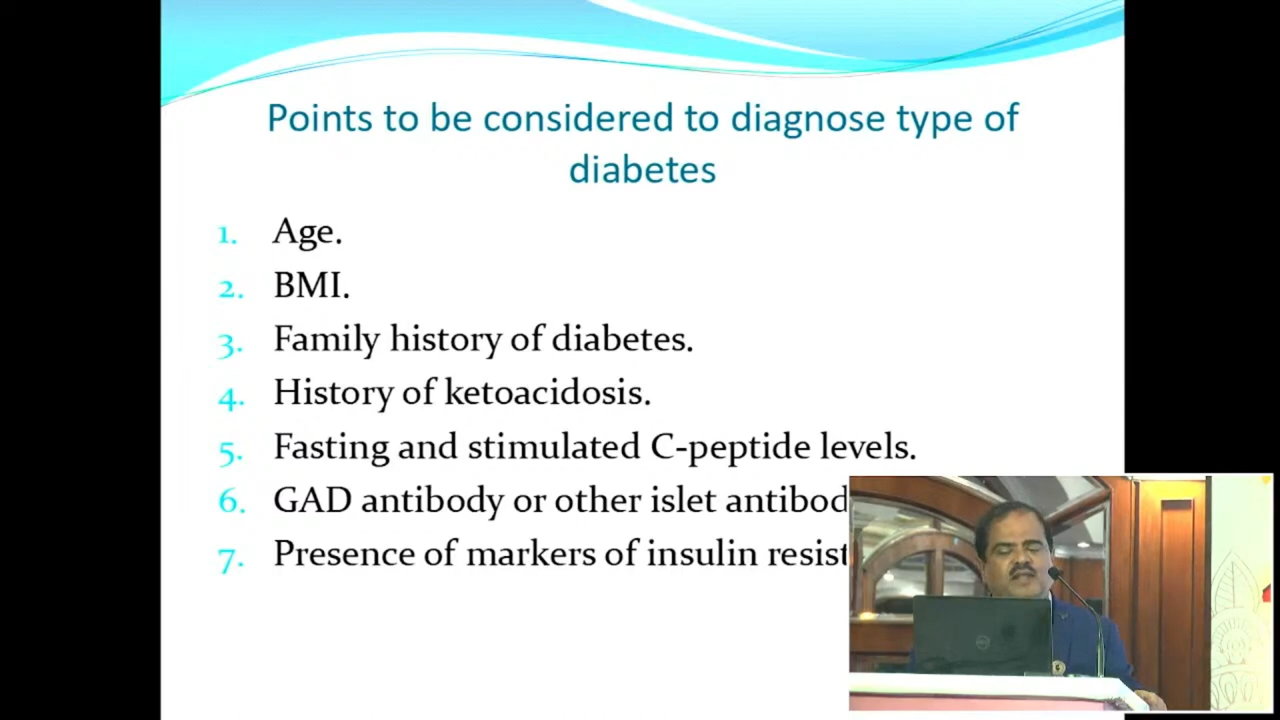 Points to be considered to diagnose type of
diabetes
1. Age.
2. BMI.
3. Family history of diabetes.
4. History of ketoacidosis.
5. Fasting and stimulated C-peptide levels.
6. GAD antibody or other islet
7. Presence of markers of insulin